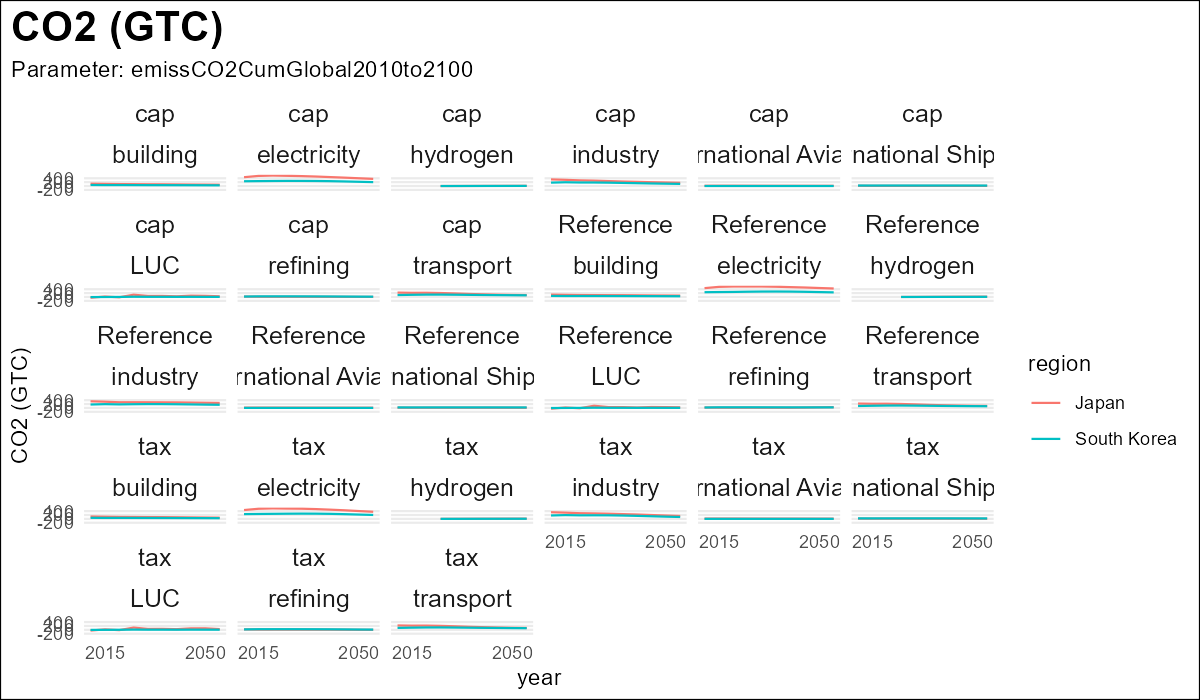 CO2 (GTC)
Parameter: emissCO2CumGlobal2010to2100
cap cap cap cap cap cap
building electricity hydrogen industry rnational Avia national Ship
400
-200
cap cap cap Reference Reference Reference
LUC refining transport building electricity hydrogen
400
-200
Reference Reference Reference Reference Reference Reference
industry rnational Avia national Ship LUC refining transport
400
-200
tax tax tax tax tax tax
building electricity hydrogen industry rnational Avia national Ship
400
-200
2015 2050 2015 2050 2015 2050
tax tax tax
LUC refining transport
400
-200
2015 2050 2015 2050 2015 2050
year
CO2 (GTC)
region
Japan
South Korea